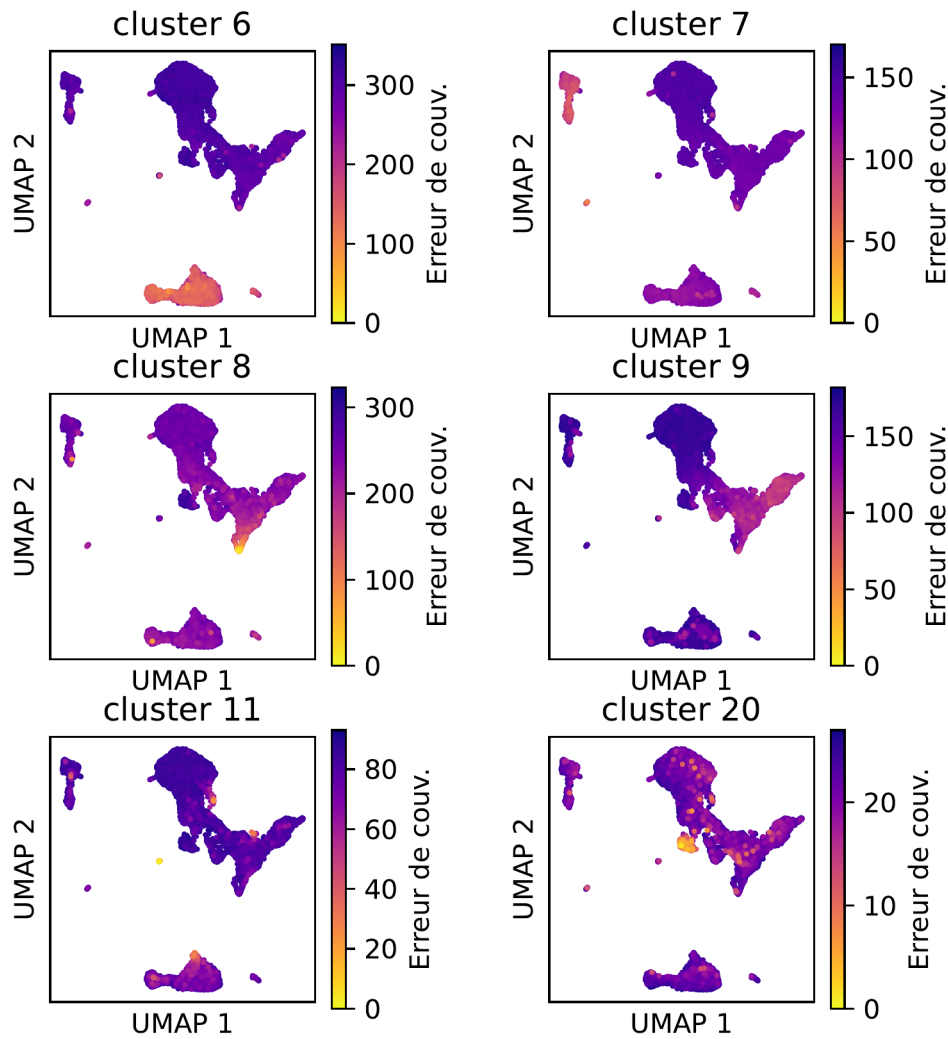 cluster 6
UMAP 2
UMAP 1
300
200
100
0
Erreur de couv.
cluster 7
UMAP 2
UMAP 1
150
100
50
0
Erreur de couv.
cluster 8
UMAP 2
UMAP 1
300
200
100
0
Erreur de couv.
cluster 9
UMAP 2
UMAP 1
150
100
50
0
Erreur de couv.
cluster 11
UMAP 2
UMAP 1
80
60
40
20
0
Erreur de couv.
cluster 20
UMAP 2
UMAP 1
20
10
0
Erreur de couv.